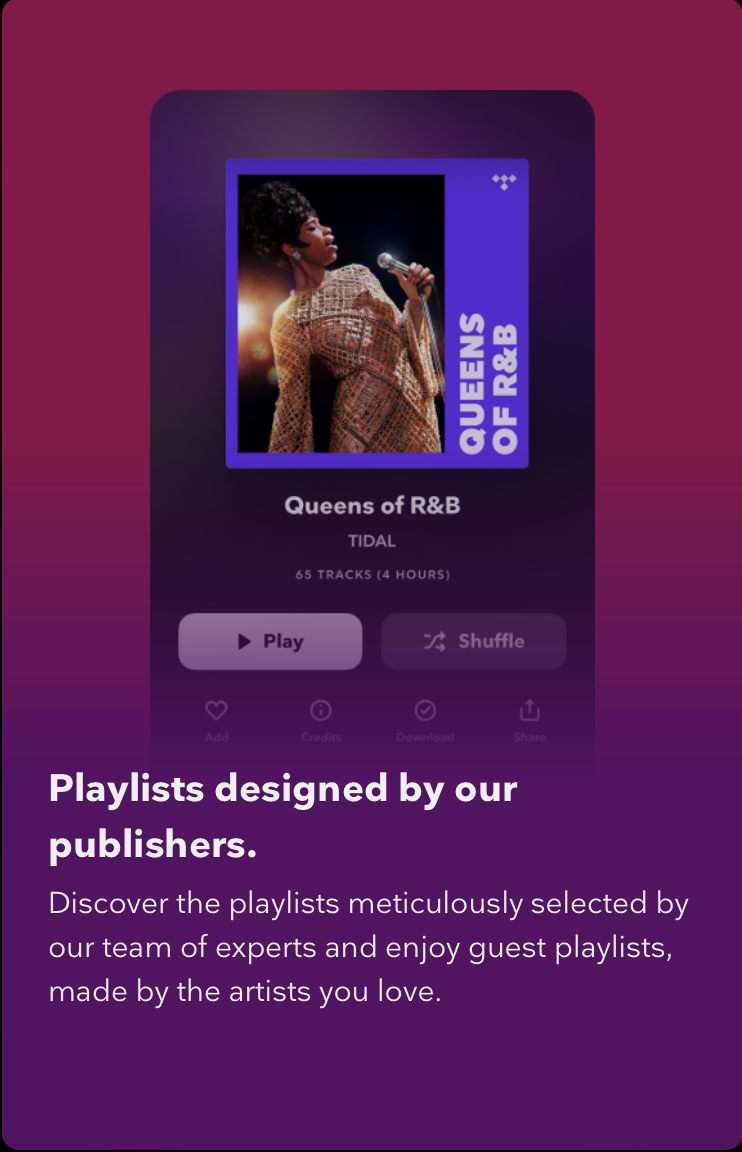 QUEENS
OF R&B
Queens of R&B
TIDAL
65 TRACKS (4 HOURS)
Play
Shuffle
Add
Credits
Download
Share
Playlists designed by our
publishers.
Discover the playlists meticulously selected by
our team of experts and enjoy guest playlists,
made by the artists you love.